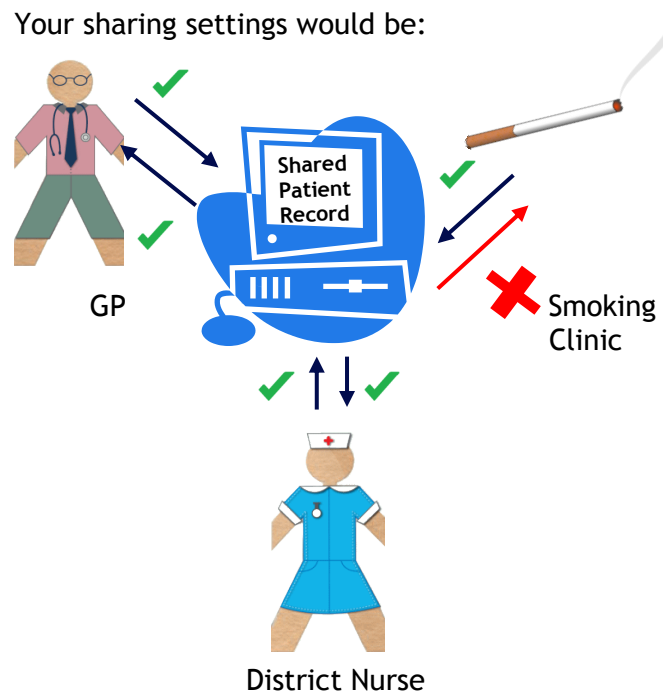 Your sharing settings would be:
Shared
Patient
Record
GP
Smoking
Clinic
District Nurse